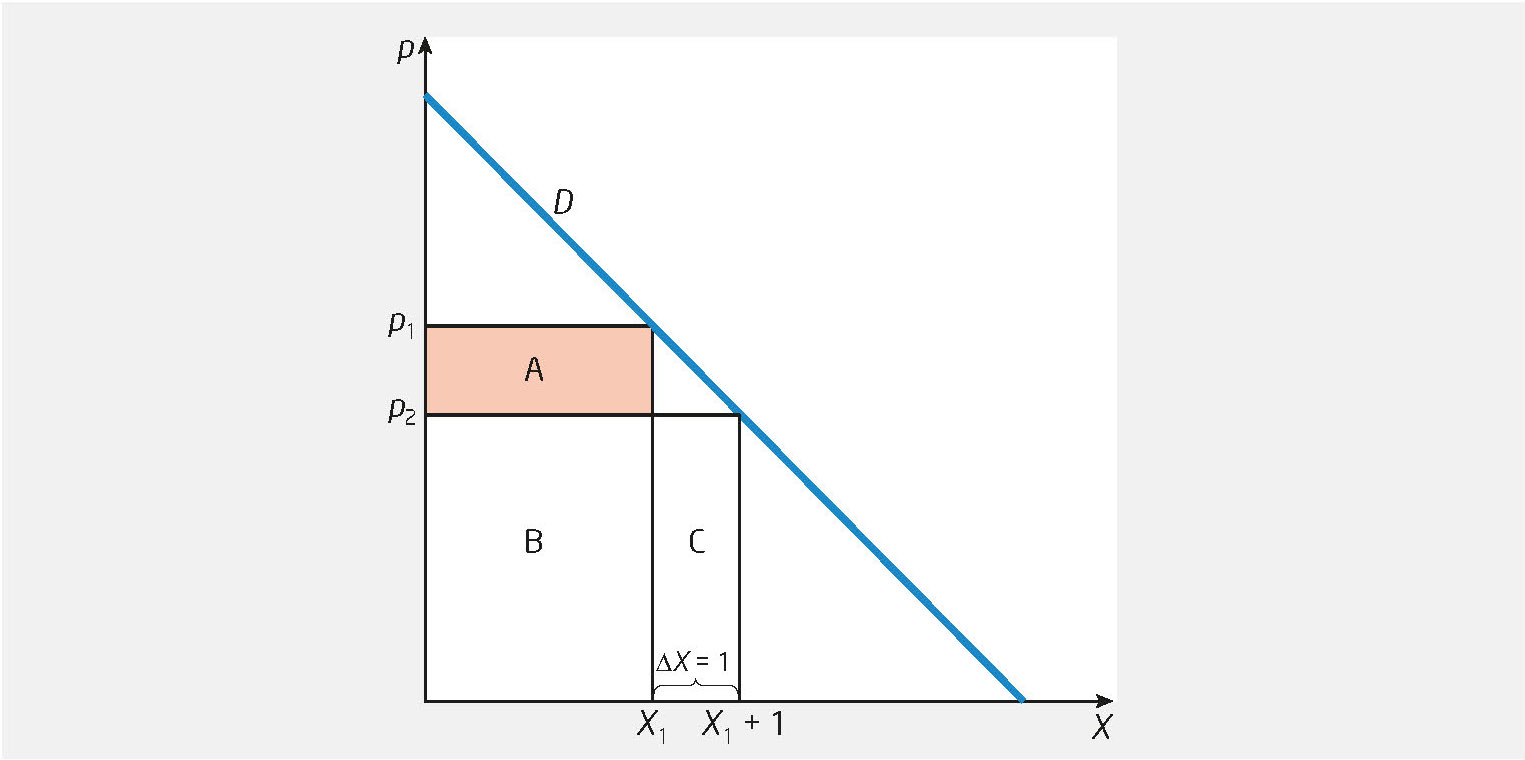 p
D
p₁
A
p₂
B
C
ΔX = 1
X₁
X₁ + 1
X